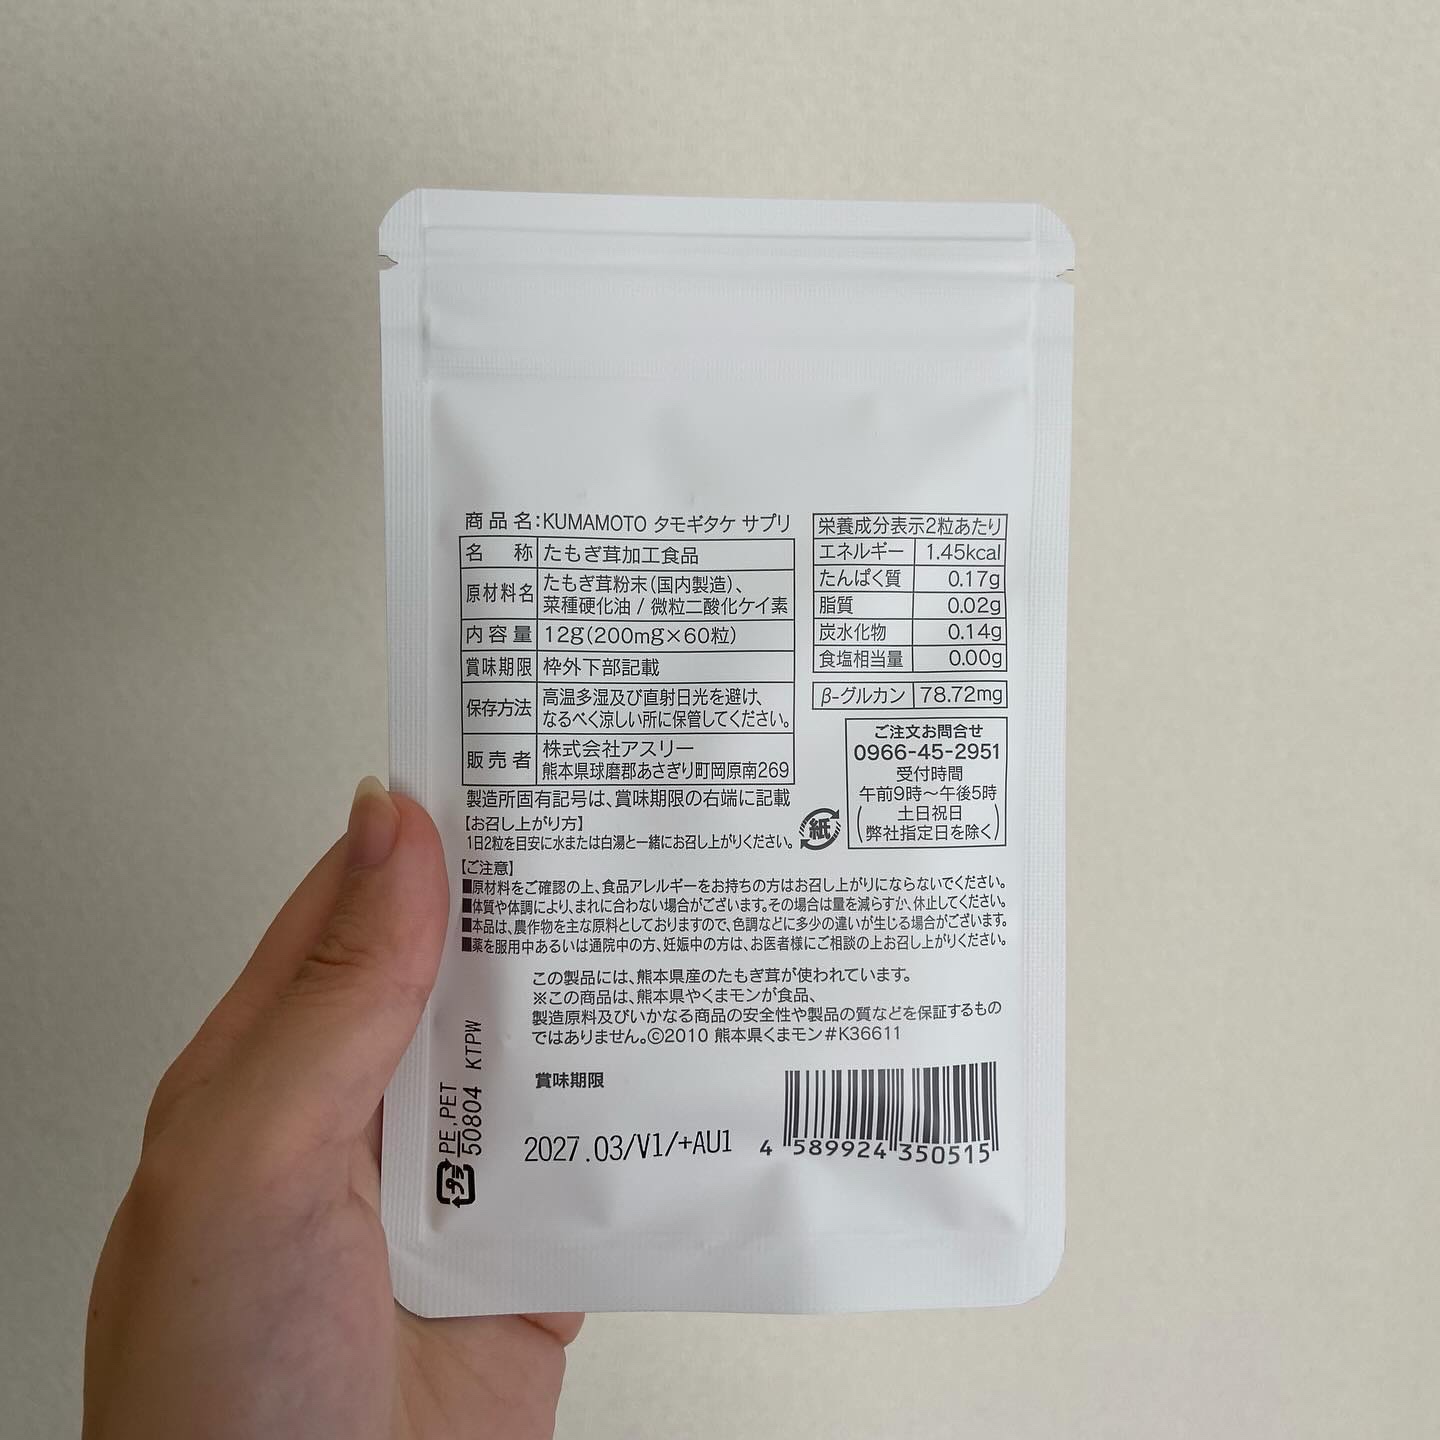 商品名:KUMAMOTO タモギタケ サプリ
名 称 たもぎ茸加工食品
原材料名 たもぎ茸粉末(国内製造)、
菜種硬化油 / 微粒二酸化ケイ素
内容量 12g(200mg×60粒)
賞味期限 枠外下部記載
保存方法 高温多湿及び直射日光を避け、
なるべく涼しい所に保管してください。
販売者 株式会社アスリー
熊本県球磨郡あさぎり町岡原南269
製造所固有記号は、賞味期限の右端に記載
【お召し上がり方】
1日2粒を目安に水または白湯と一緒にお召し上がりください。
紙
栄養成分表示2粒あたり
エネルギー 1.45kcal
たんぱく質 0.17g
脂質 0.02g
炭水化物 0.14g
食塩相当量 0.00g
β-グルカン 78.72mg
ご注文お問合せ
0966-45-2951
受付時間
午前9時～午後5時
(土日祝日
弊社指定日を除く)
【ご注意】
■原材料をご確認の上、食品アレルギーをお持ちの方はお召し上がりにならないでください。
■体質や体調により、まれに合わない場合がございます。その場合は量を減らすか、休止してください。
■本品は、農作物を主な原料としておりますので、色調などに多少の違いが生じる場合がございます。
■薬を服用中あるいは通院中の方、妊娠中の方は、お医者様にご相談の上お召し上がりください。
この製品には、熊本県産のたもぎ茸が使われています。
※この商品は、熊本県やくまモンが食品、
製造原料及びいかなる商品の安全性や製品の質などを保証するもの
ではありません。©2010 熊本県くまモン#K36611
賞味期限
2027.03/V1/+AU1
4 589924 350515
プラ
PE,PET
50804 KTPW